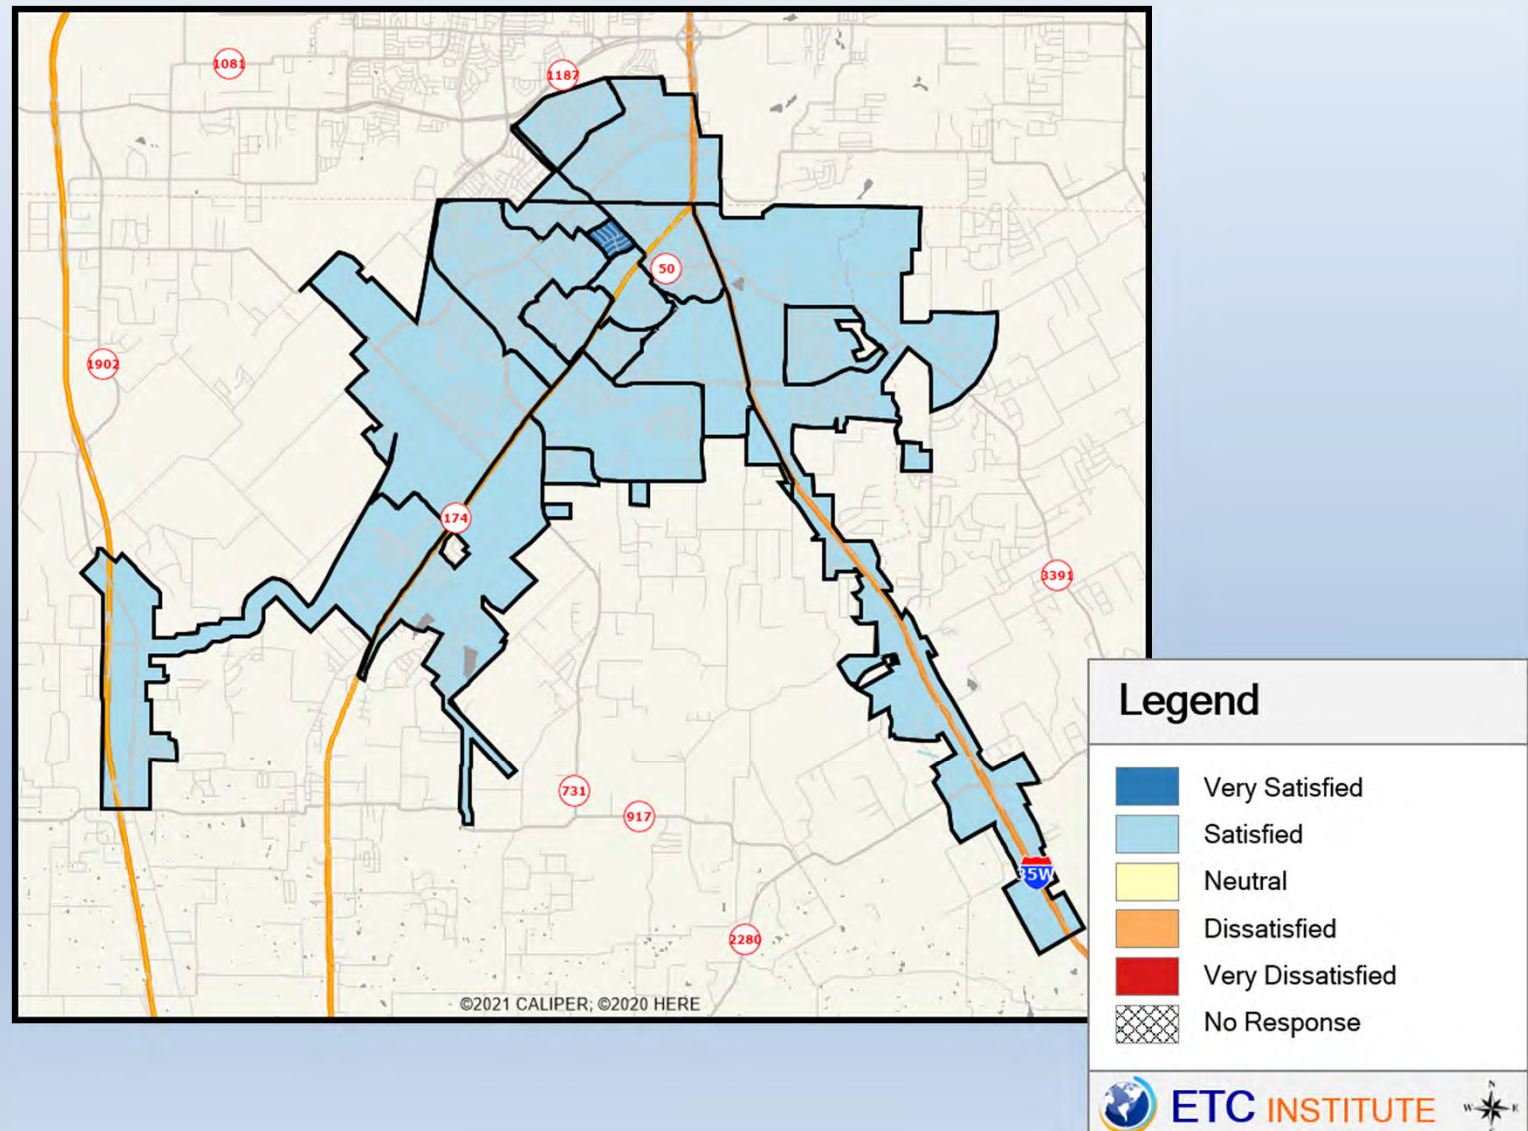 1081
1187
50
1902
174
3391
731
917
35W
2280
©2021 CALIPER; ©2020 HERE
Legend
Very Satisfied
Satisfied
Neutral
Dissatisfied
Very Dissatisfied
No Response
ETC INSTITUTE
N
W E